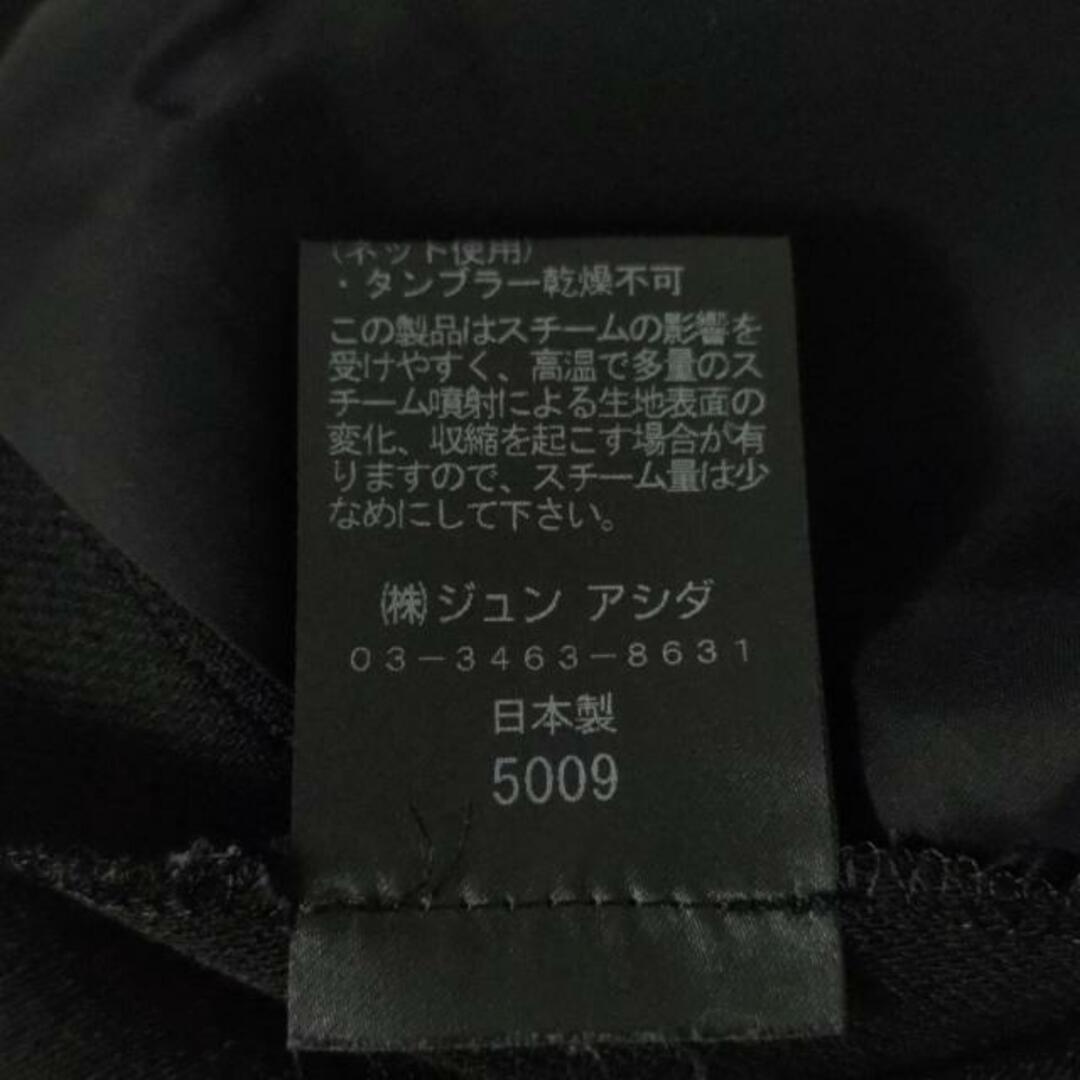 (ネット使用)
・タンブラー乾燥不可
この製品はスチームの影響を
受けやすく、高温で多量のス
チーム噴射による生地表面の
変化、収縮を起こす場合が有
りますので、スチーム量は少
なめにして下さい。
㈱ジュン アシダ
03-3463-8631
日本製
5009